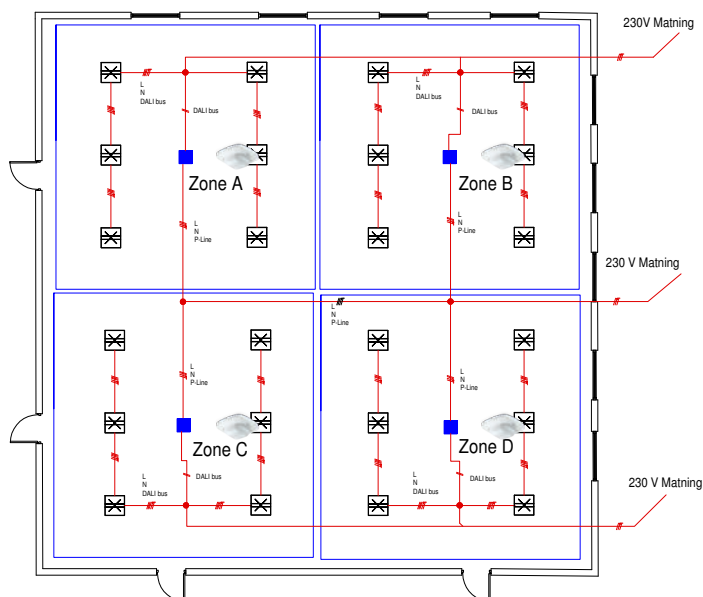 230V Matning
L
N
DALI bus
DALI bus
L
N
DALI bus
DALI bus
Zone A
Zone B
L
N
P-Line
L
N
P-Line
230 V Matning
L
N
P-Line
L
N
P-Line
L
N
P-Line
Zone C
Zone D
L
N
DALI bus
DALI bus
L
N
DALI bus
DALI bus
230 V Matning